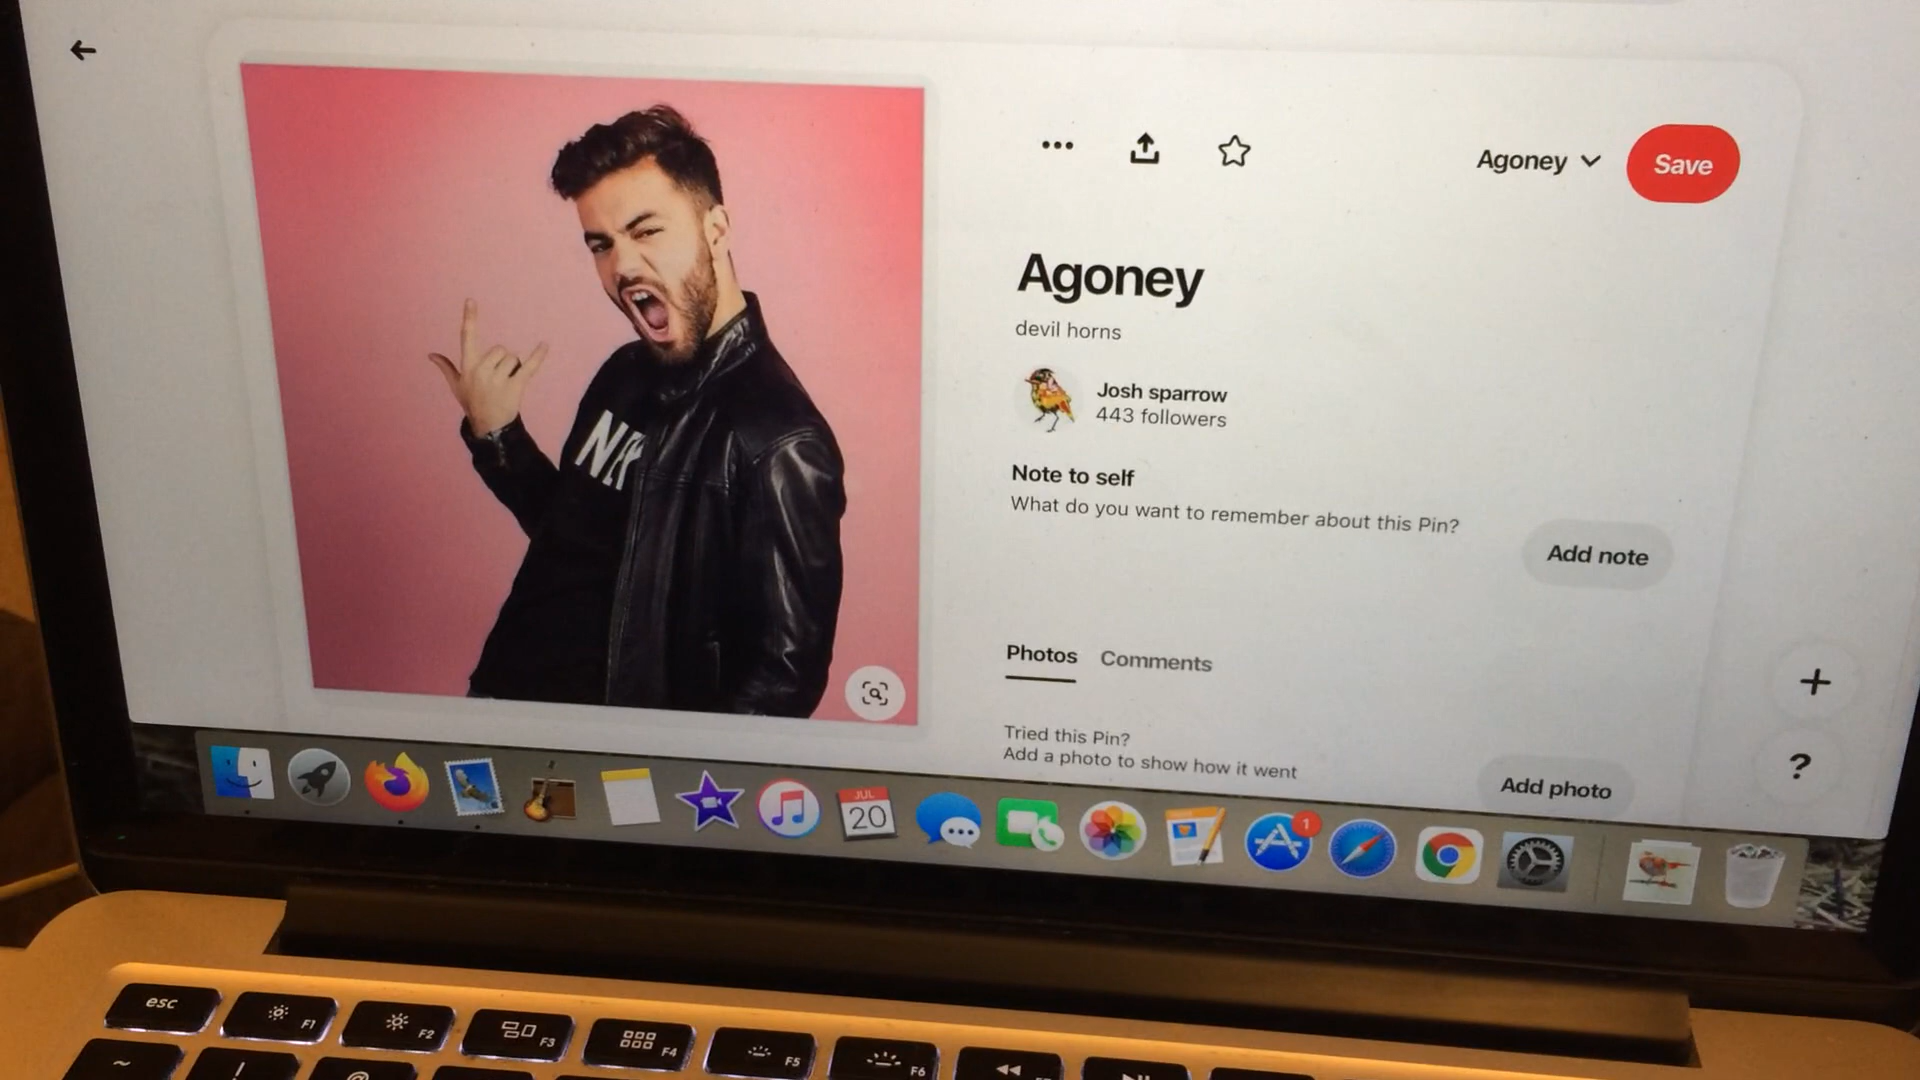 Agoney
Save
Agoney
devil horns
Josh sparrow
443 followers
Note to self
What do you want to remember about this Pin?
Add note
Photos Comments
Tried this Pin?
Add a photo to show how it went
Add photo
?
JUL
20
1
esc
F1
F2
F3
F4
F5
F6
~
!
@